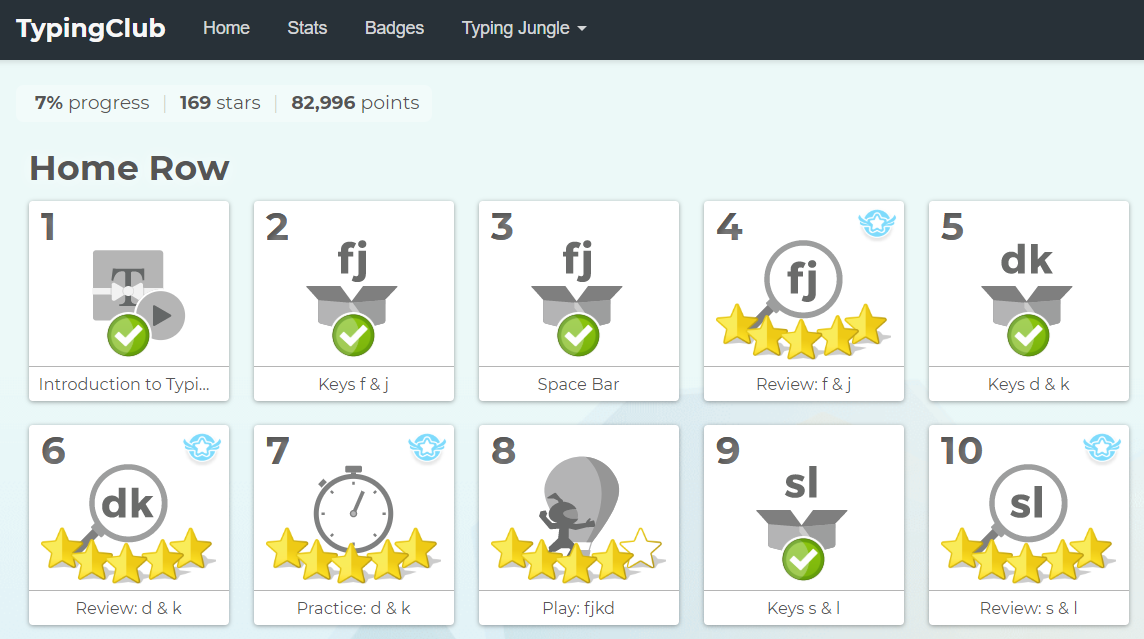 TypingClub Home Stats Badges Typing Jungle
7% progress 169 stars 82,996 points
Home Row
1 2 3 4 5
fj fj fj dk
T
Introduction to Typi... Keys f & j Space Bar Review: f & j Keys d & k
6 7 8 9 10
dk sl sl
Review: d & k Practice: d & k Play: fjkd Keys s & l Review: s & l